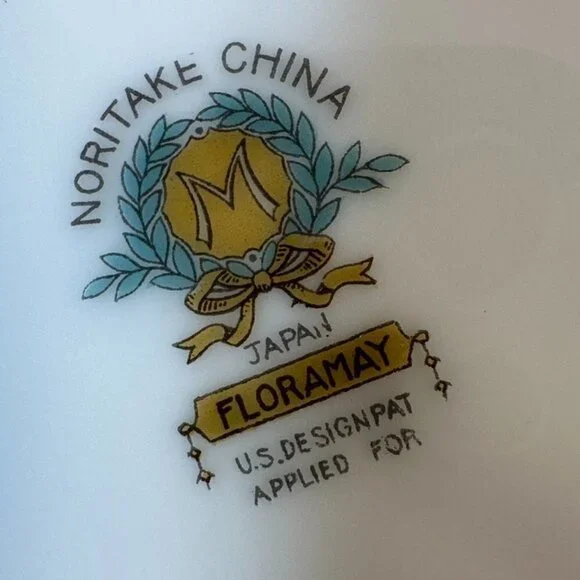 NORITAKE CHINA
M
JAPAN
FLORAMAY
U.S.DESIGN PAT
APPLIED FOR